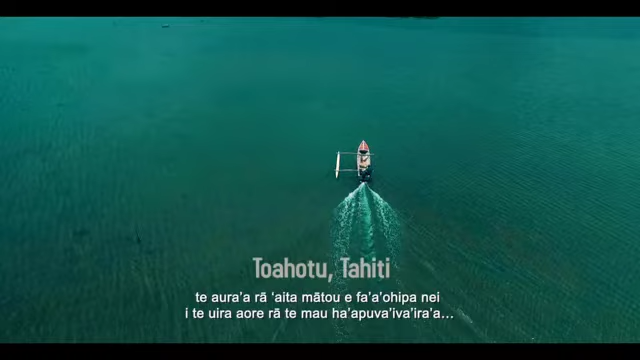 Toahotu, Tahiti
te aura'a rā 'aita mātou e fa'a'ohipa nei
i te uira aore rā te mau ha'apuva'iva'ira'a...